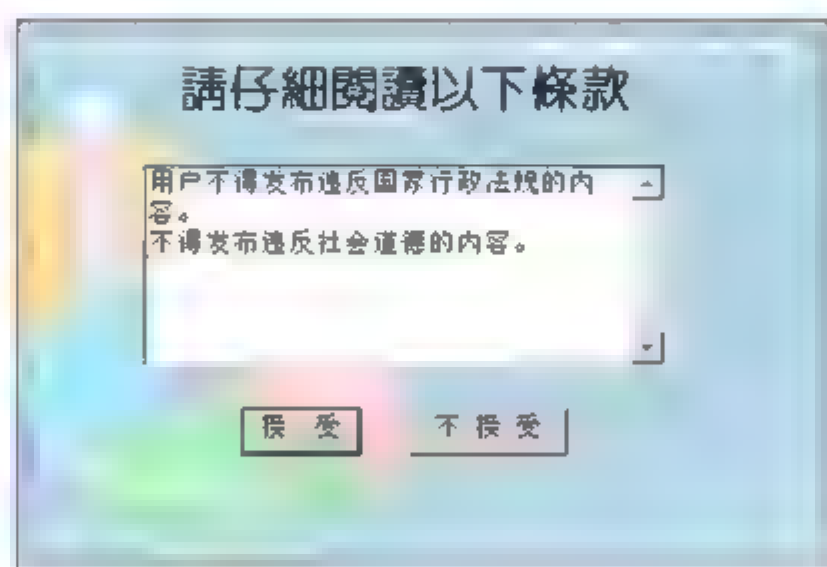 請仔細閱讀以下條款
用户不得发布违反国家行政法规的内
容。
不得发布违反社会道德的内容。
接 受
不 接 受